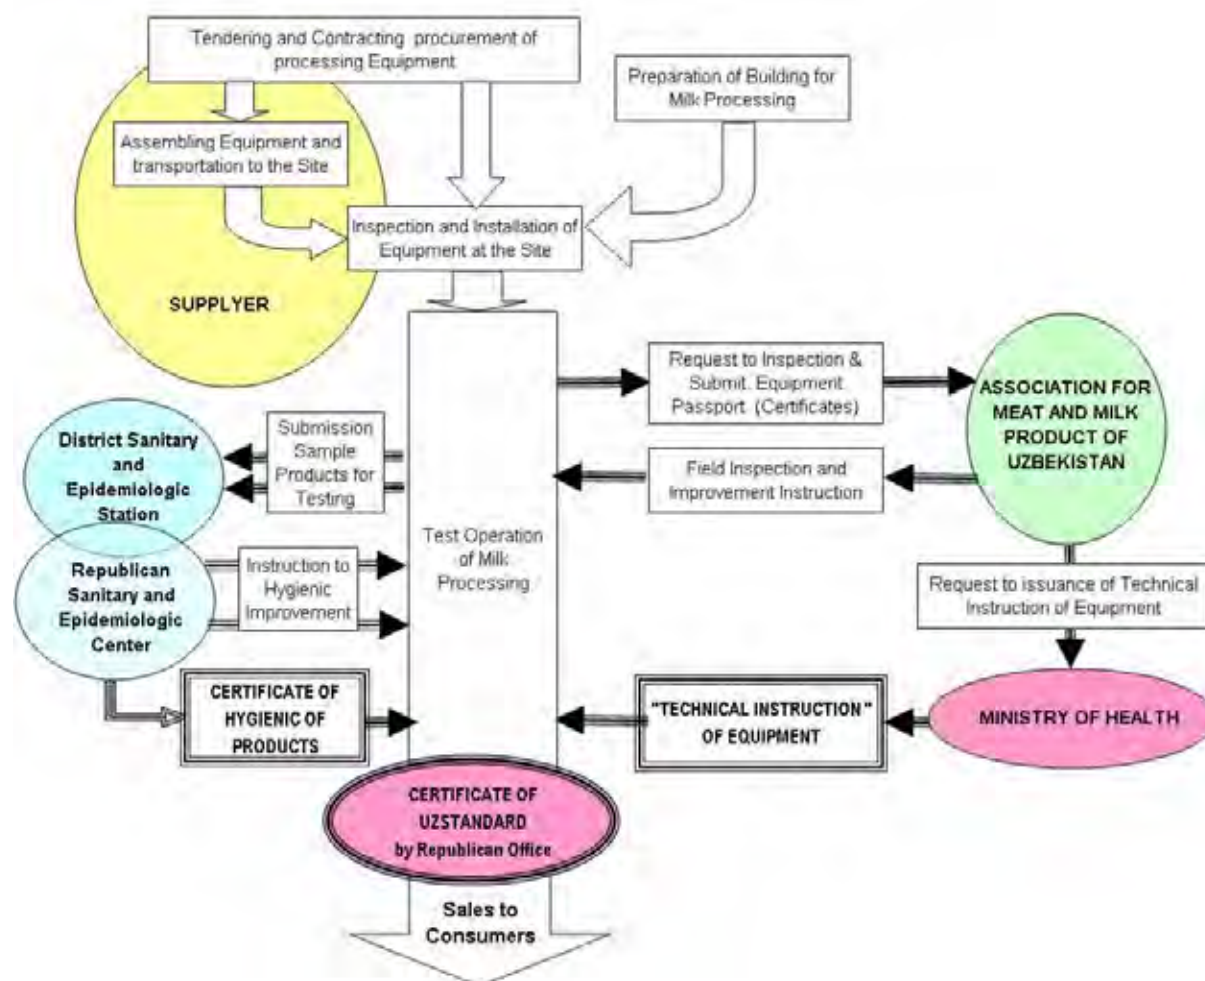 Tendering and Contracting procurement of
processing Equipment
Preparation of Building for
Milk Processing
Assembling Equipment and
transportation to the Site
Inspection and Installation of
Equipment at the Site
SUPPLYER
Request to Inspection &
Submit. Equipment
Passport (Certificates)
ASSOCIATION FOR
MEAT AND MILK
PRODUCT OF
UZBEKISTAN
District Sanitary
and
Epidemiologic
Station
Submission
Sample
Products for
Testing
Field Inspection and
Improvement Instruction
Test Operation
of Milk
Processing
Republican
Sanitary and
Epidemiologic
Center
Instruction to
Hygienic
Improvement
Request to issuance of Technical
Instruction of Equipment
CERTIFICATE OF
HYGIENIC OF
PRODUCTS
"TECHNICAL INSTRUCTION "
OF EQUIPMENT
MINISTRY OF HEALTH
CERTIFICATE OF
UZSTANDARD
by Republican Office
Sales to
Consumers